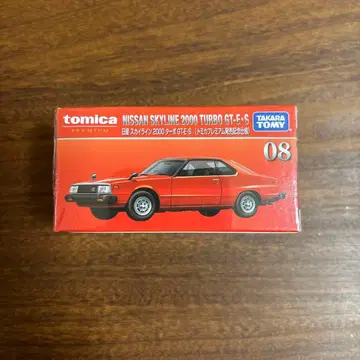 tomica
PREMIUM
NISSAN SKYLINE 2000 TURBO GT-E・S
日産 スカイライン 2000 ターボ GT-E・S (トミカプレミアム発売記念仕様)
TAKARA
TOMY
08